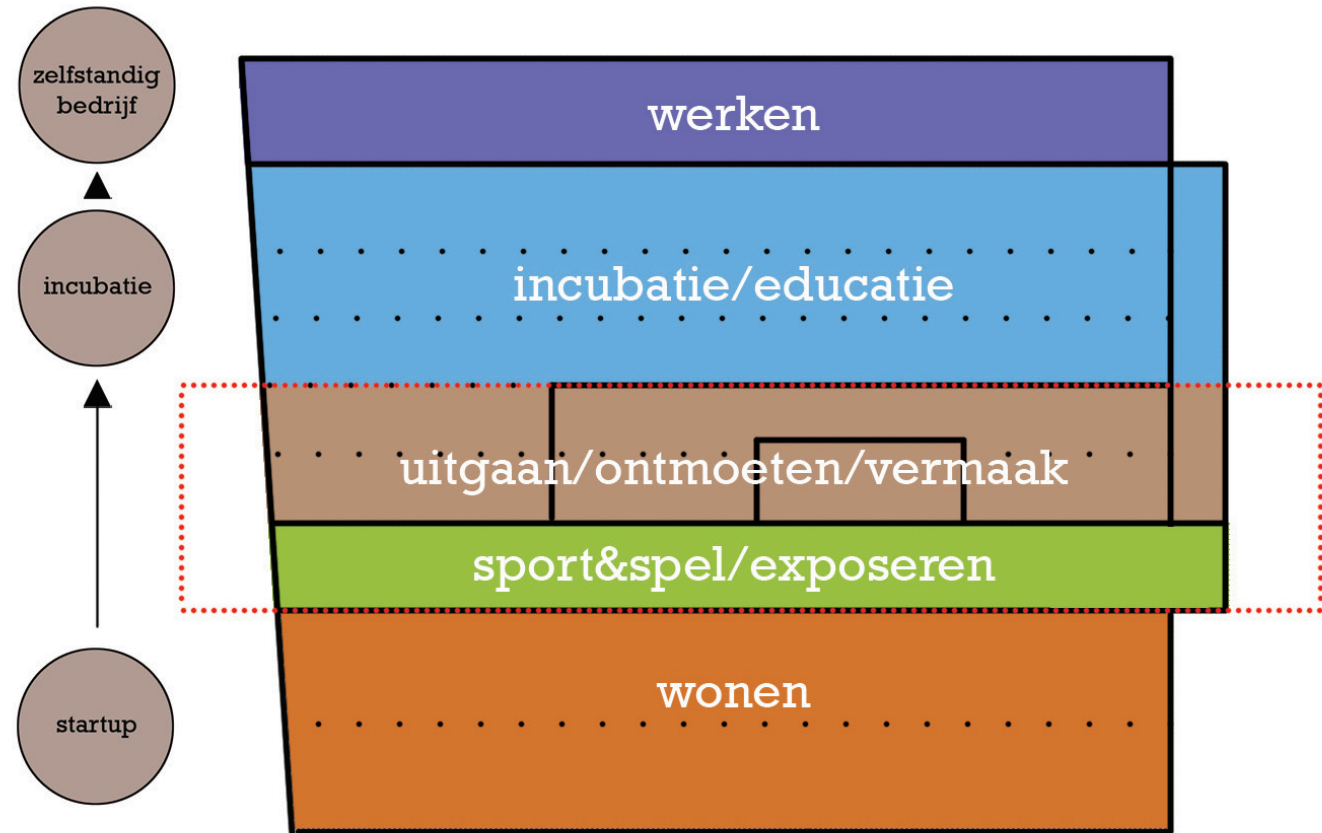 zelfstandig
bedrijf
incubatie
startup
werken
incubatie/educatie
uitgaan/ontmoeten/vermaak
sport&spel/exposeren
wonen